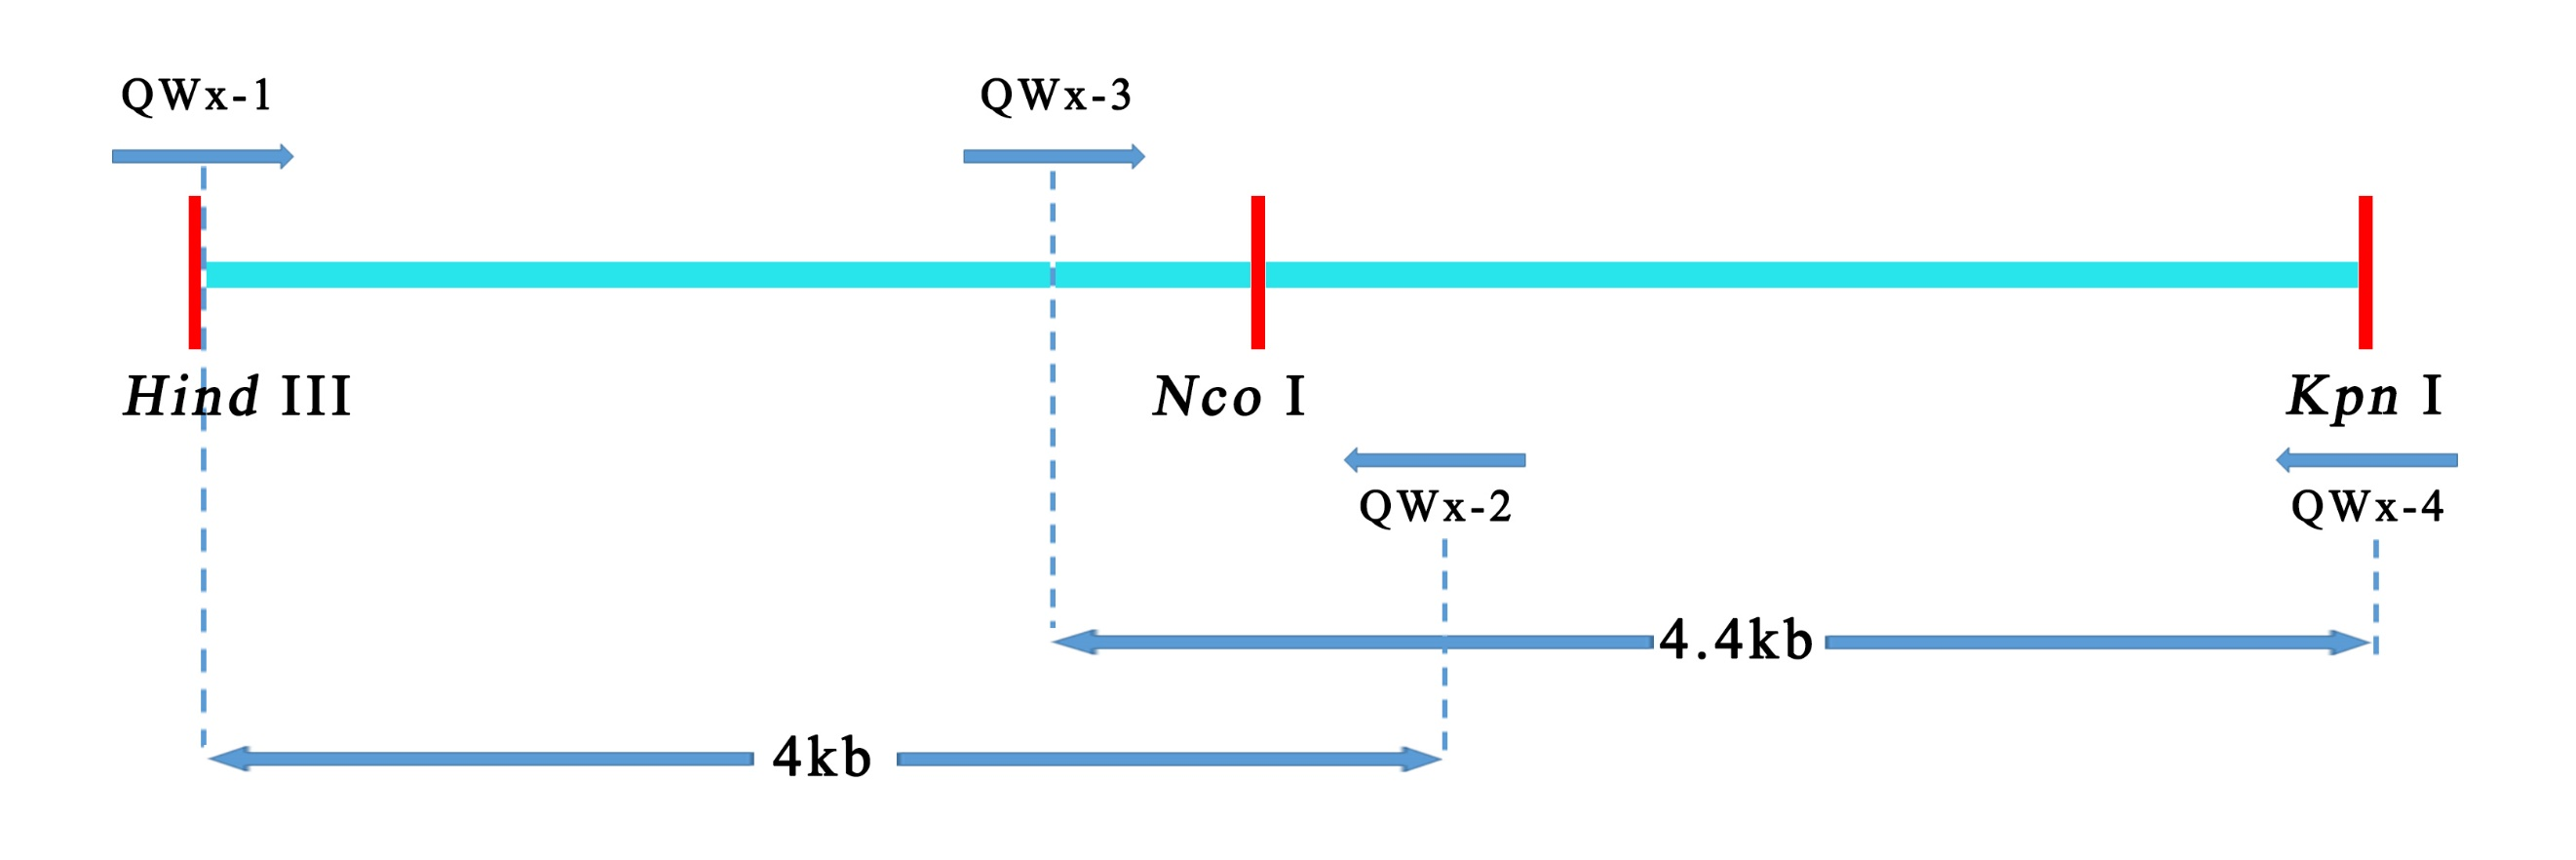 QWx-1
QWx-3
Hind III
Nco I
Kpn I
QWx-2
QWx-4
4.4kb
4kb